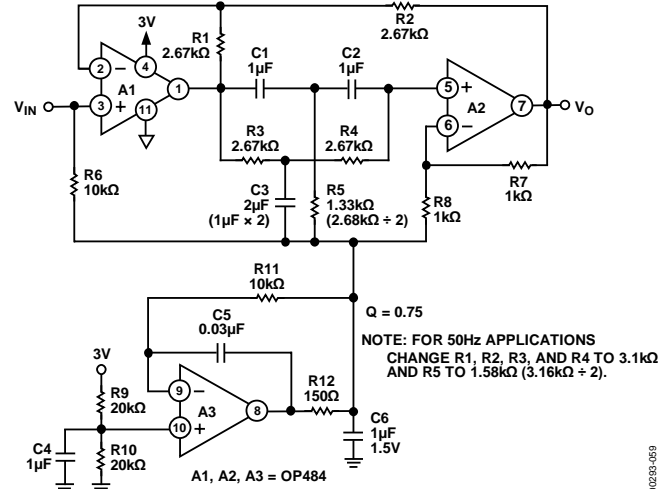 3V
R1
2.67kΩ
R2
2.67kΩ
C1
1µF
C2
1µF
2
–
4
A1
1
3
+
11
VIN
5
+
A2
7
VO
6
–
R3
2.67kΩ
R4
2.67kΩ
R6
10kΩ
R7
1kΩ
R8
1kΩ
C3
2µF
(1µF × 2)
R5
1.33kΩ
(2.68kΩ ÷ 2)
R11
10kΩ
C5
0.03µF
Q = 0.75
NOTE: FOR 50Hz APPLICATIONS
CHANGE R1, R2, R3, AND R4 TO 3.1kΩ
AND R5 TO 1.58kΩ (3.16kΩ ÷ 2).
3V
R9
20kΩ
9
–
A3
8
10
+
R12
150Ω
C4
1µF
R10
20kΩ
C6
1µF
1.5V
A1, A2, A3 = OP484
00293-059